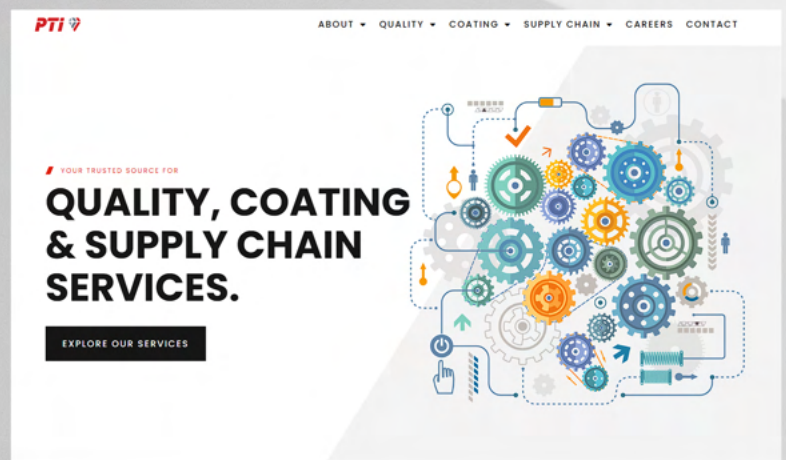 PTi
ABOUT QUALITY COATING SUPPLY CHAIN CAREERS CONTACT
YOUR TRUSTED SOURCE FOR
QUALITY, COATING
& SUPPLY CHAIN
SERVICES.
EXPLORE OUR SERVICES